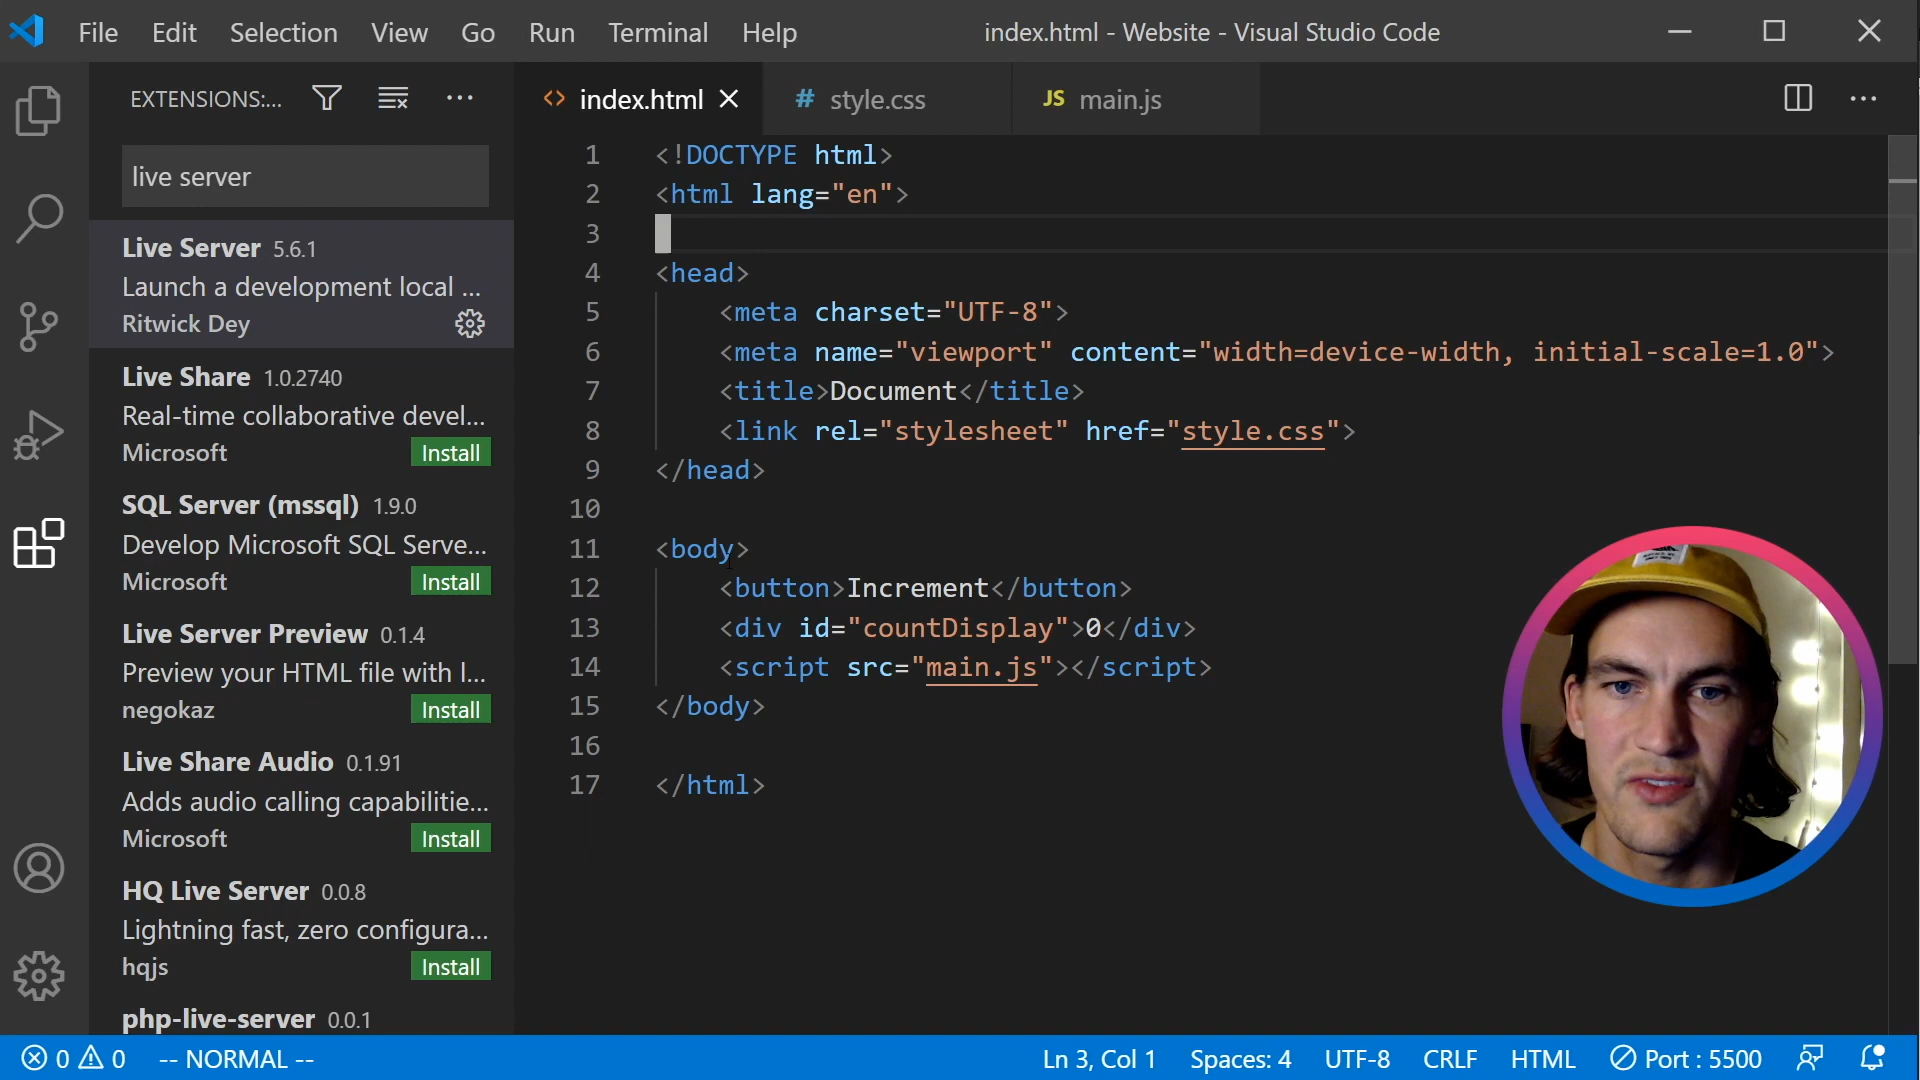 File Edit Selection View Go Run Terminal Help
index.html - Website - Visual Studio Code
EXTENSIONS:...
live server
Live Server 5.6.1
Launch a development local ...
Ritwick Dey
Live Share 1.0.2740
Real-time collaborative devel...
Microsoft Install
SQL Server (mssql) 1.9.0
Develop Microsoft SQL Serve...
Microsoft Install
Live Server Preview 0.1.4
Preview your HTML file with l...
negokaz Install
Live Share Audio 0.1.91
Adds audio calling capabilitie...
Microsoft Install
HQ Live Server 0.0.8
Lightning fast, zero configura...
hqjs Install
php-live-server 0.0.1
<> index.html
# style.css
JS main.js
1 <!DOCTYPE html>
2 <html lang="en">
3
4 <head>
5 <meta charset="UTF-8">
6 <meta name="viewport" content="width=device-width, initial-scale=1.0">
7 <title>Document</title>
8 <link rel="stylesheet" href="style.css">
9 </head>
10
11 <body>
12 <button>Increment</button>
13 <div id="countDisplay">0</div>
14 <script src="main.js"></script>
15 </body>
16
17 </html>
0 0 -- NORMAL -- Ln 3, Col 1 Spaces: 4 UTF-8 CRLF HTML Port : 5500